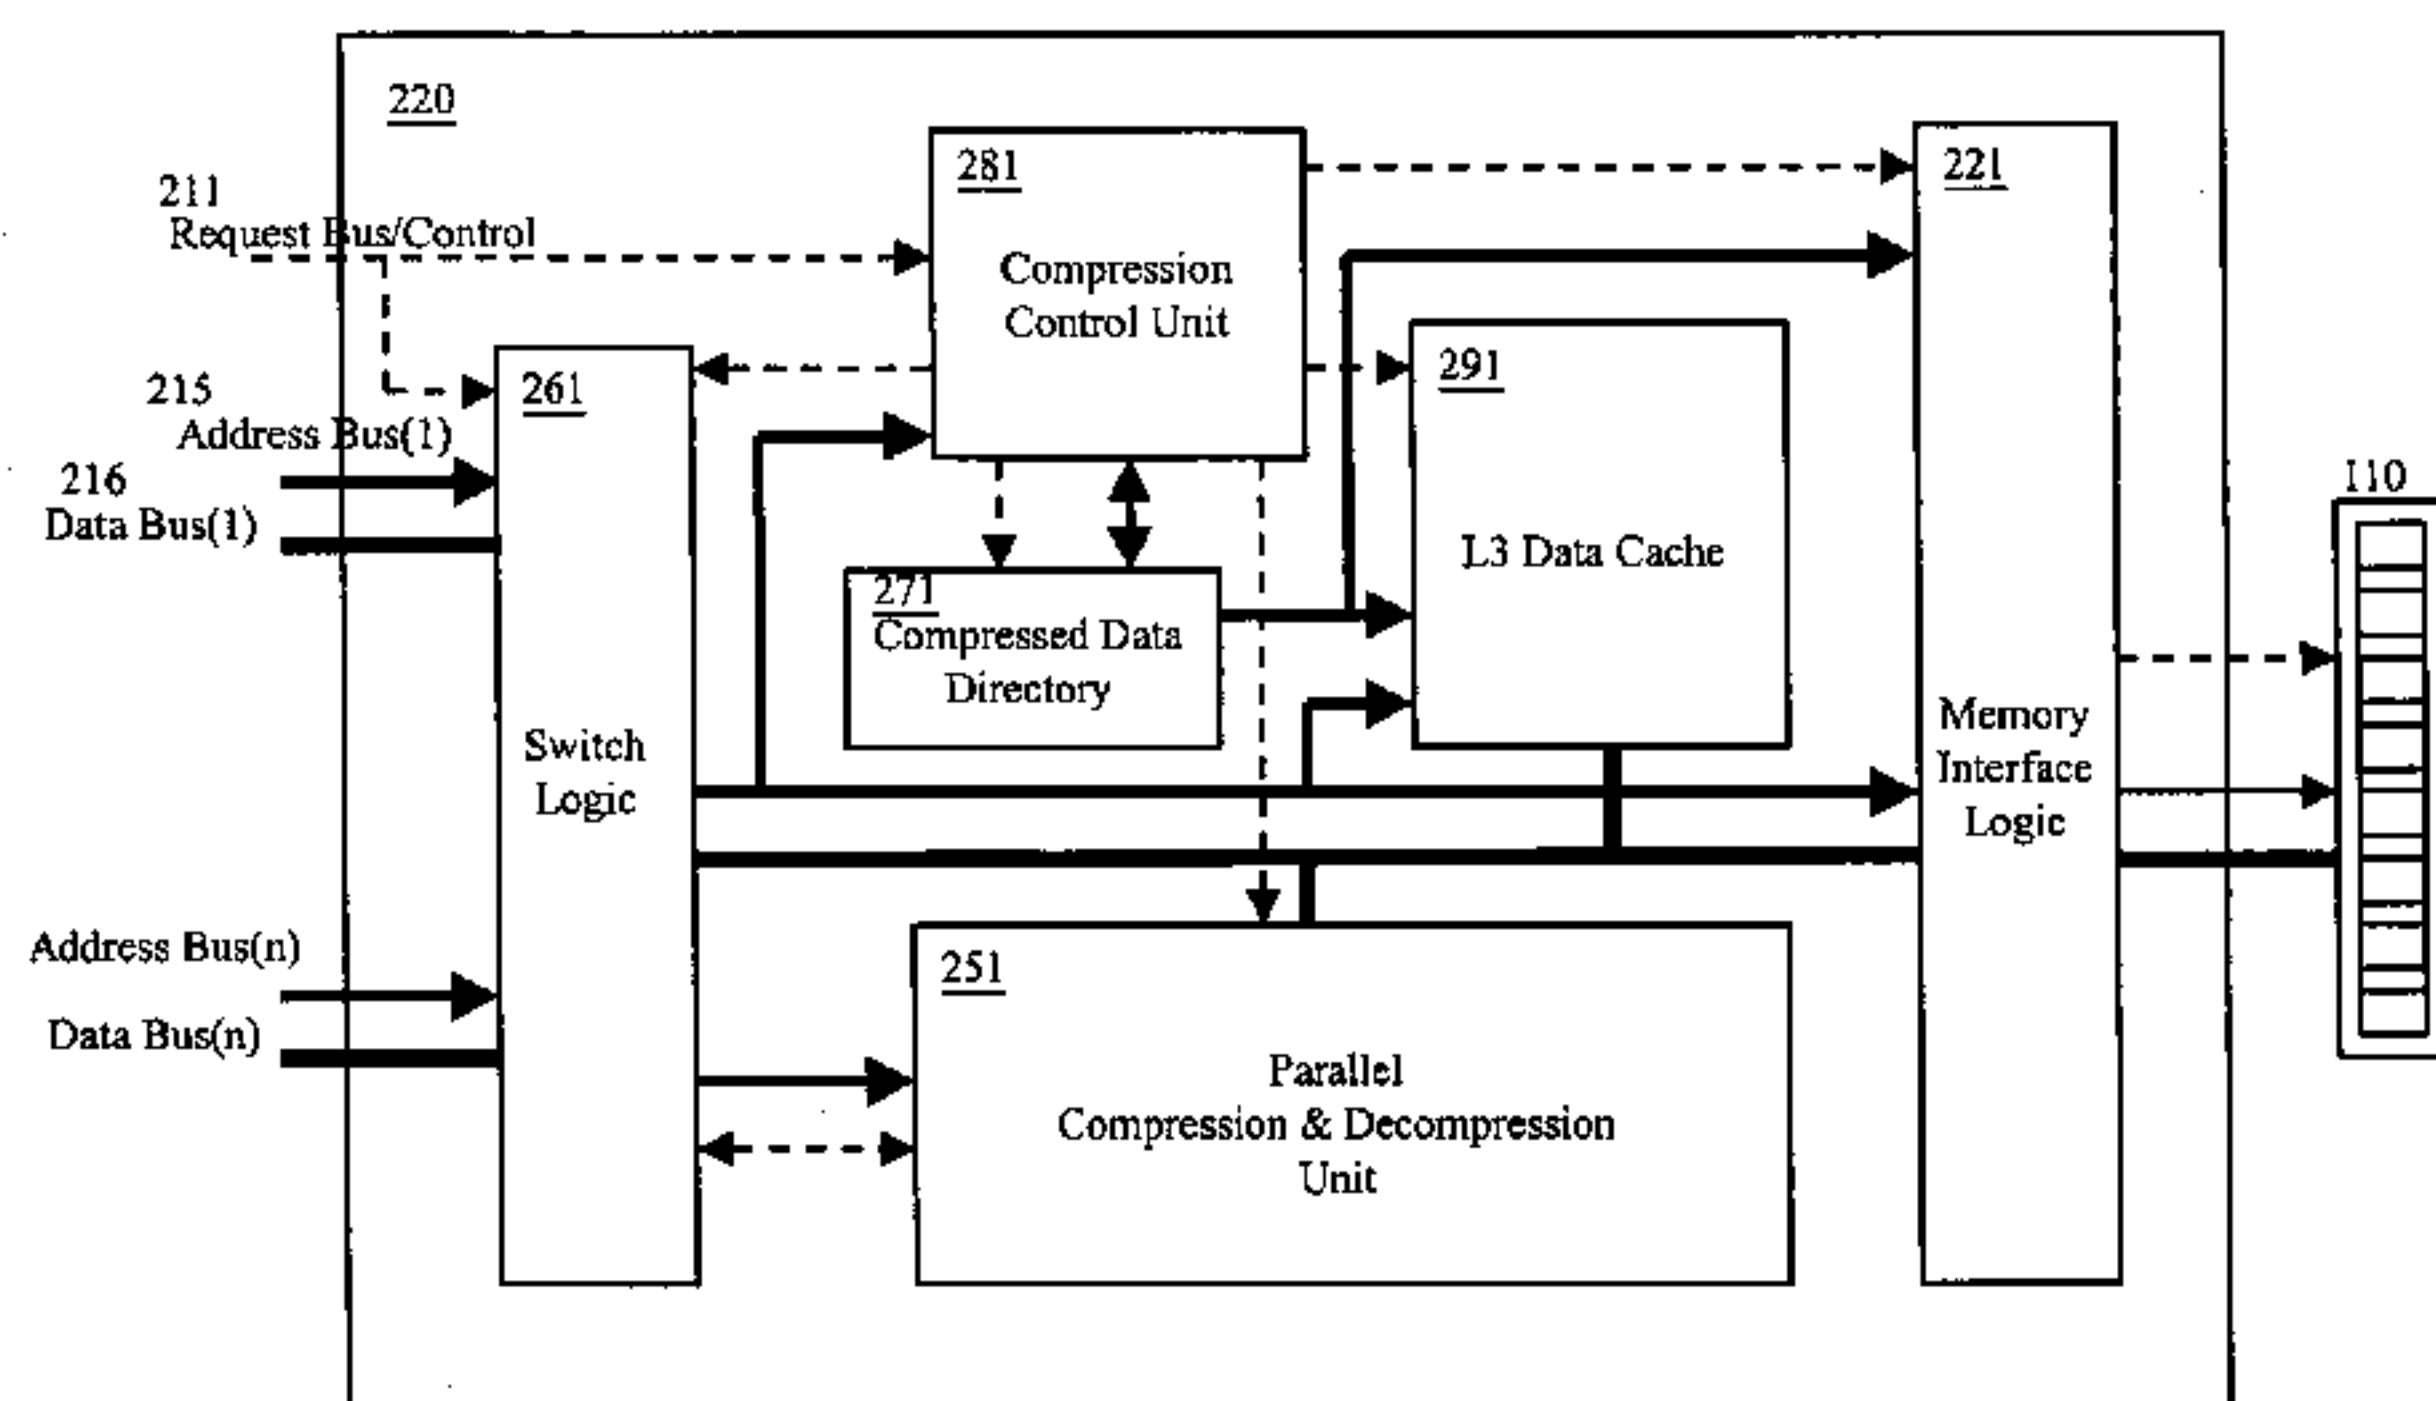 220
211
Request Bus/Control
281
Compression
Control Unit
221
215
Address Bus(1)
216
Data Bus(1)
261
Switch
Logic
271
Compressed Data
Directory
291
L3 Data Cache
Memory
Interface
Logic
110
Address Bus(n)
Data Bus(n)
251
Parallel
Compression & Decompression
Unit